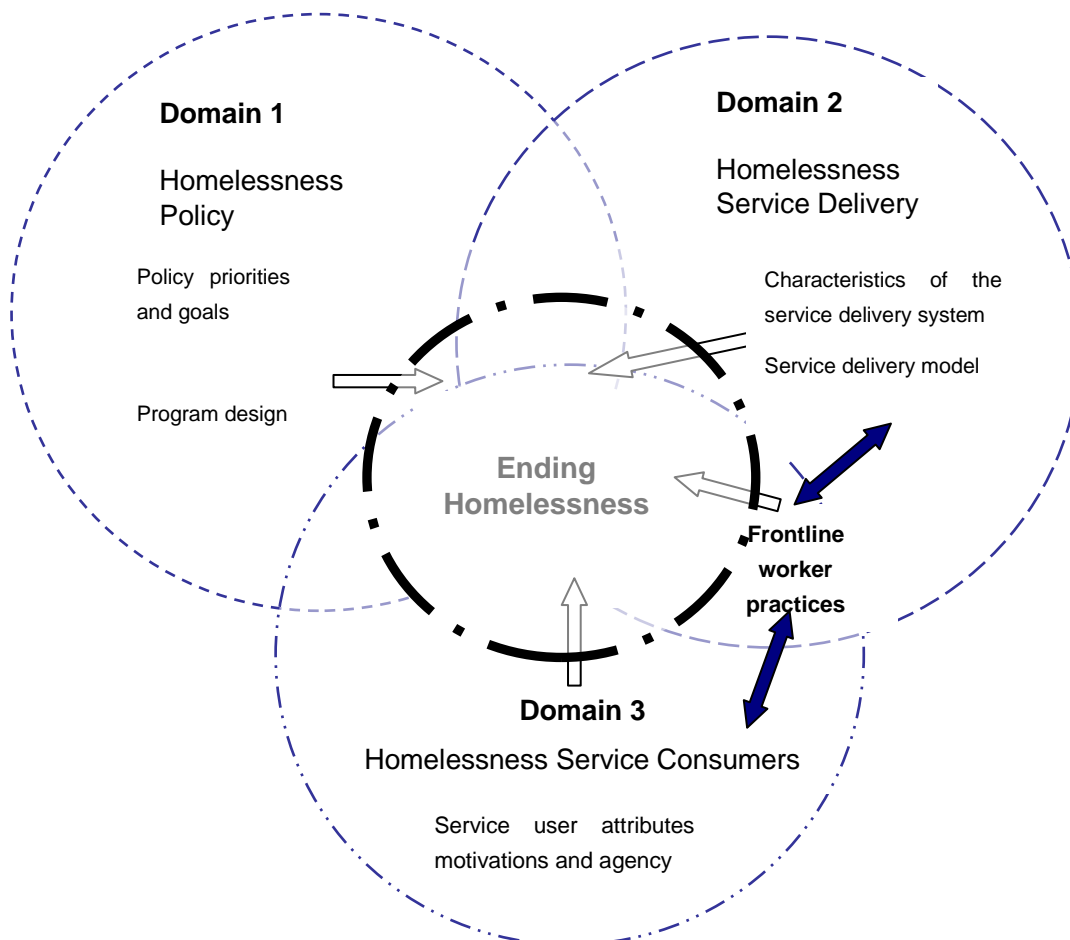 Domain 1
Homelessness
Policy
Policy priorities
and goals
Program design
Domain 2
Homelessness
Service Delivery
Characteristics of the
service delivery system
Service delivery model
Ending
Homelessness
Frontline
worker
practices
Domain 3
Homelessness Service Consumers
Service user attributes
motivations and agency